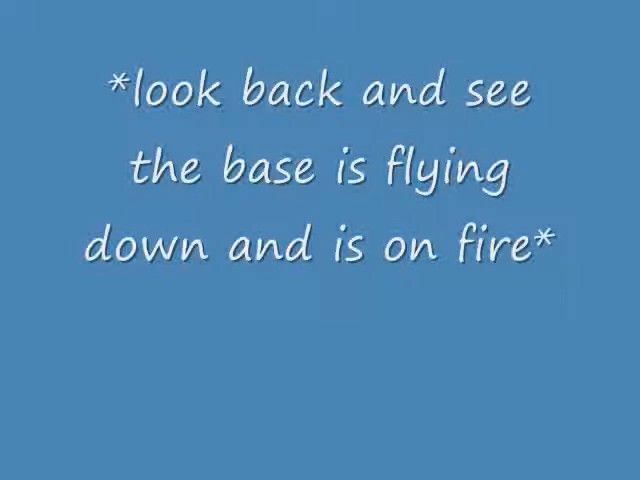 *look back and see
the base is flying
down and is on fire*